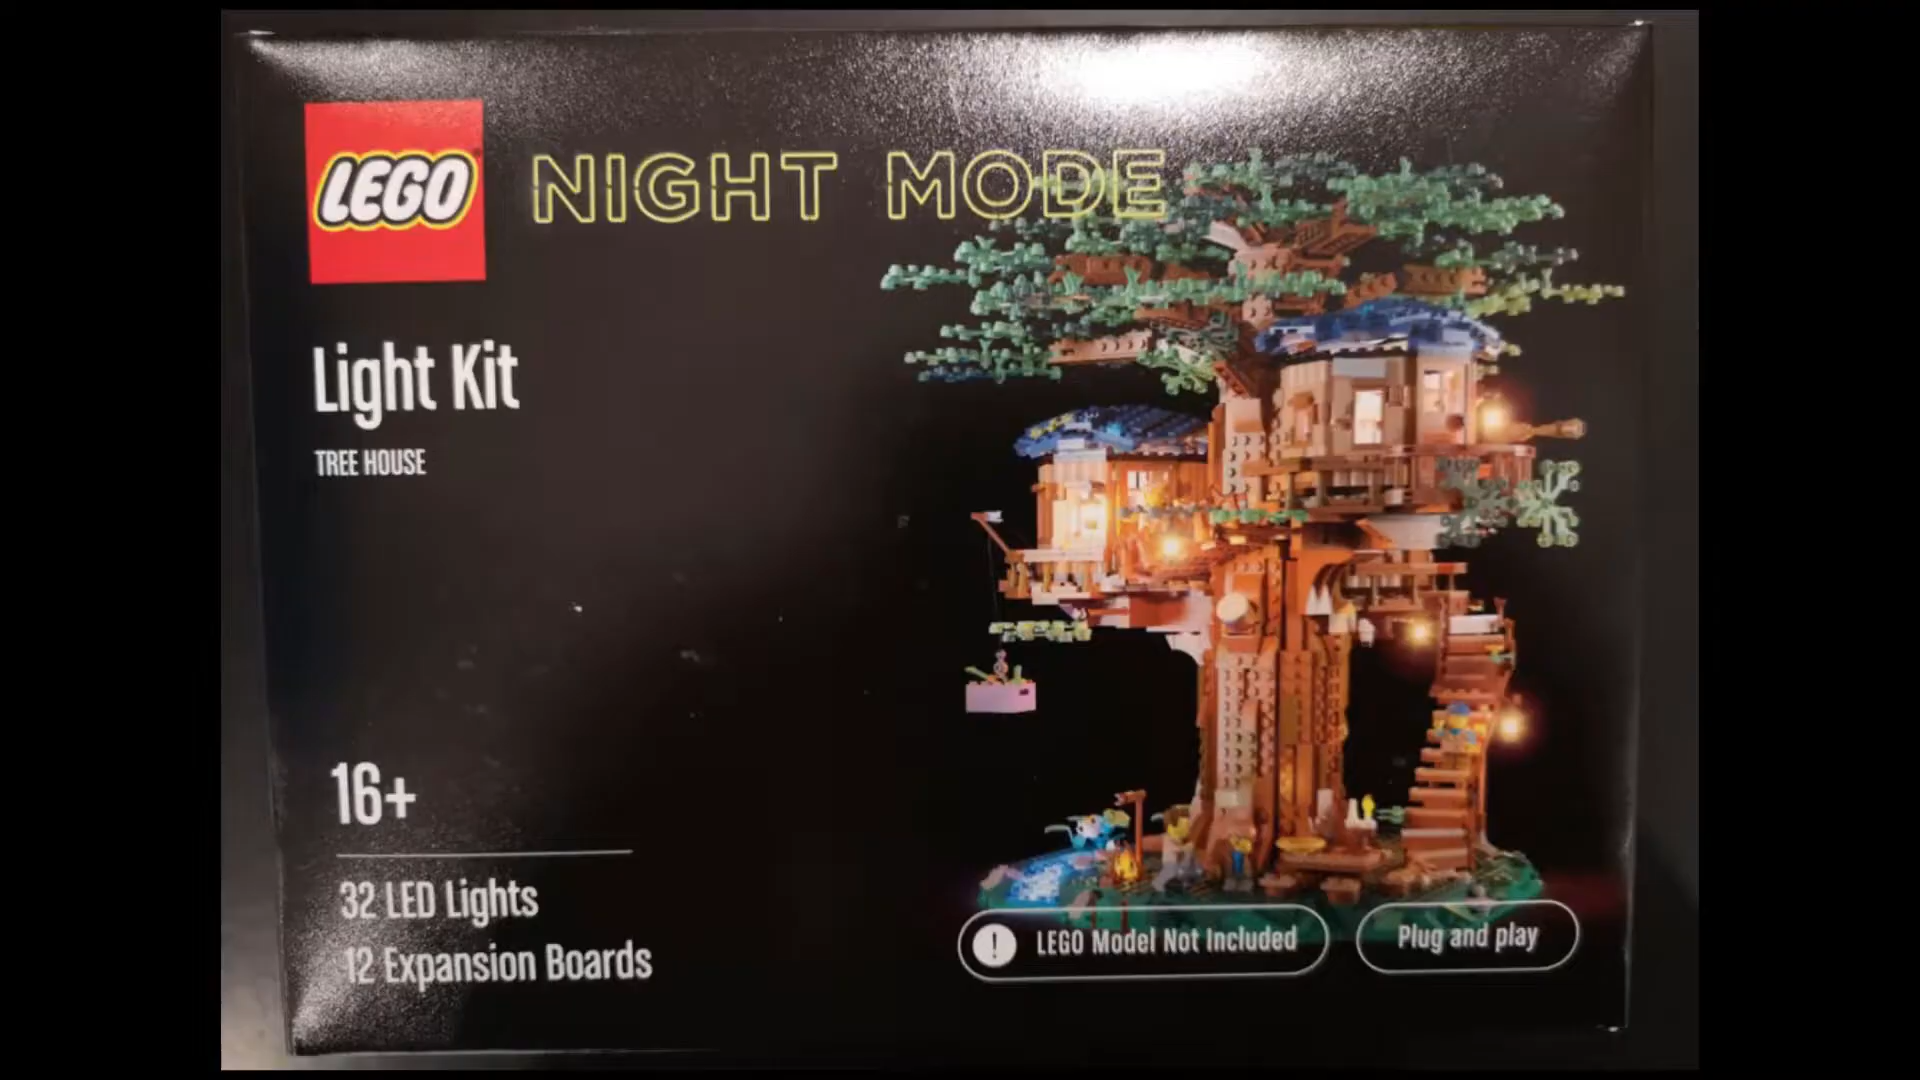 LEGO
NIGHT MODE
Light Kit
TREE HOUSE
16+
32 LED Lights
12 Expansion Boards
! LEGO Model Not Included
Plug and play